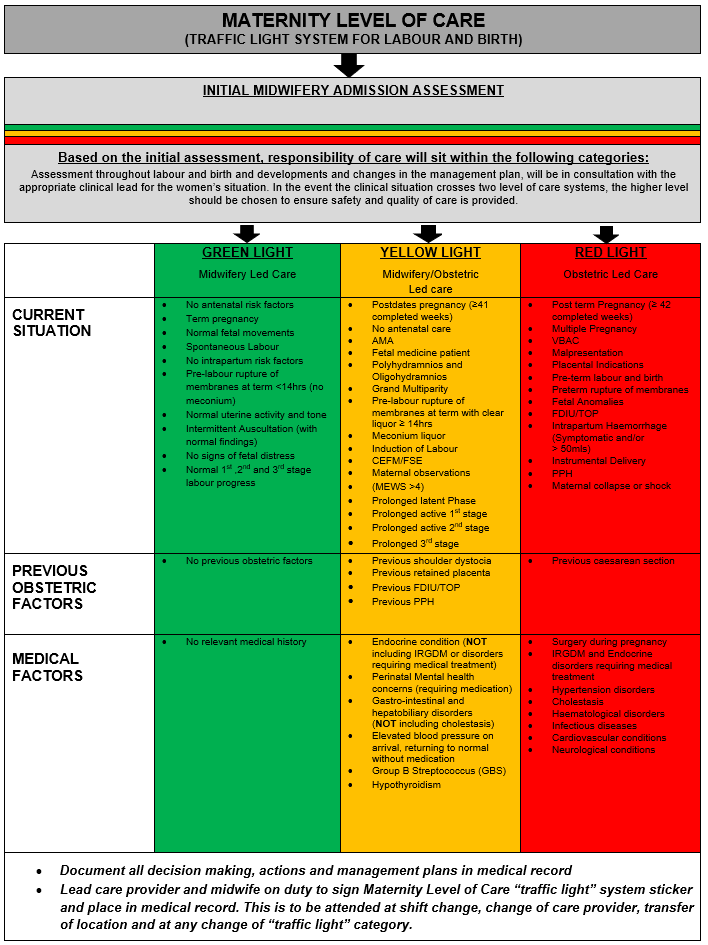 MATERNITY LEVEL OF CARE
(TRAFFIC LIGHT SYSTEM FOR LABOUR AND BIRTH)
INITIAL MIDWIFERY ADMISSION ASSESSMENT
Based on the initial assessment, responsibility of care will sit within the following categories:
Assessment throughout labour and birth and developments and changes in the management plan, will be in consultation with the
appropriate clinical lead for the women's situation. In the event the clinical situation crosses two level of care systems, the higher level
should be chosen to ensure safety and quality of care is provided.
GREEN LIGHT
Midwifery Led Care
YELLOW LIGHT
Midwifery/Obstetric
Led care
RED LIGHT
Obstetric Led Care
CURRENT
SITUATION
• No antenatal risk factors
• Term pregnancy
• Normal fetal movements
• Spontaneous Labour
• No intrapartum risk factors
• Pre-labour rupture of
membranes at term <14hrs (no
meconium)
• Normal uterine activity and tone
• Intermittent Auscultation (with
normal findings)
• No signs of fetal distress
• Normal 1st ,2nd and 3rd stage
labour progress
• Postdates pregnancy (≥41
completed weeks)
• No antenatal care
• AMA
• Fetal medicine patient
• Polyhydramnios and
Oligohydramnios
• Grand Multiparity
• Pre-labour rupture of
membranes at term with clear
liquor ≥ 14hrs
• Meconium liquor
• Induction of Labour
• CEFM/FSE
• Maternal observations
• (MEWS >4)
• Prolonged latent Phase
• Prolonged active 1st stage
• Prolonged active 2nd stage
• Prolonged 3rd stage
• Post term Pregnancy (≥ 42
completed weeks)
• Multiple Pregnancy
• VBAC
• Malpresentation
• Placental Indications
• Pre-term labour and birth
• Preterm rupture of membranes
• Fetal Anomalies
• FDIU/TOP
• Intrapartum Haemorrhage
(Symptomatic and/or
> 50mls)
• Instrumental Delivery
• PPH
• Maternal collapse or shock
PREVIOUS
OBSTETRIC
FACTORS
• No previous obstetric factors
• Previous shoulder dystocia
• Previous retained placenta
• Previous FDIU/TOP
• Previous PPH
• Previous caesareen section
MEDICAL
FACTORS
• No relevant medical history
• Endocrine condition (NOT
including IRGDM or disorders
requiring medical treatment)
• Perinatal Mental health
concerns (requiring medication)
• Gastro-intestinal and
hepatobiliary disorders
(NOT including cholestasis)
• Elevated blood pressure on
arrival, returning to normal
without medication
• Group B Streptococcus (GBS)
• Hypothyroidism
• Surgery during pregnancy
• IRGDM and Endocrine
disorders requiring medical
treatment
• Hypertension disorders
• Cholestasis
• Haematological disorders
• Infectious diseases
• Cardiovascular conditions
• Neurological conditions
• Document all decision making, actions and management plans in medical record
• Lead care provider and midwife on duty to sign Maternity Level of Care “traffic light” system sticker
and place in medical record. This is to be attended at shift change, change of care provider, transfer
of location and at any change of “traffic light” category.